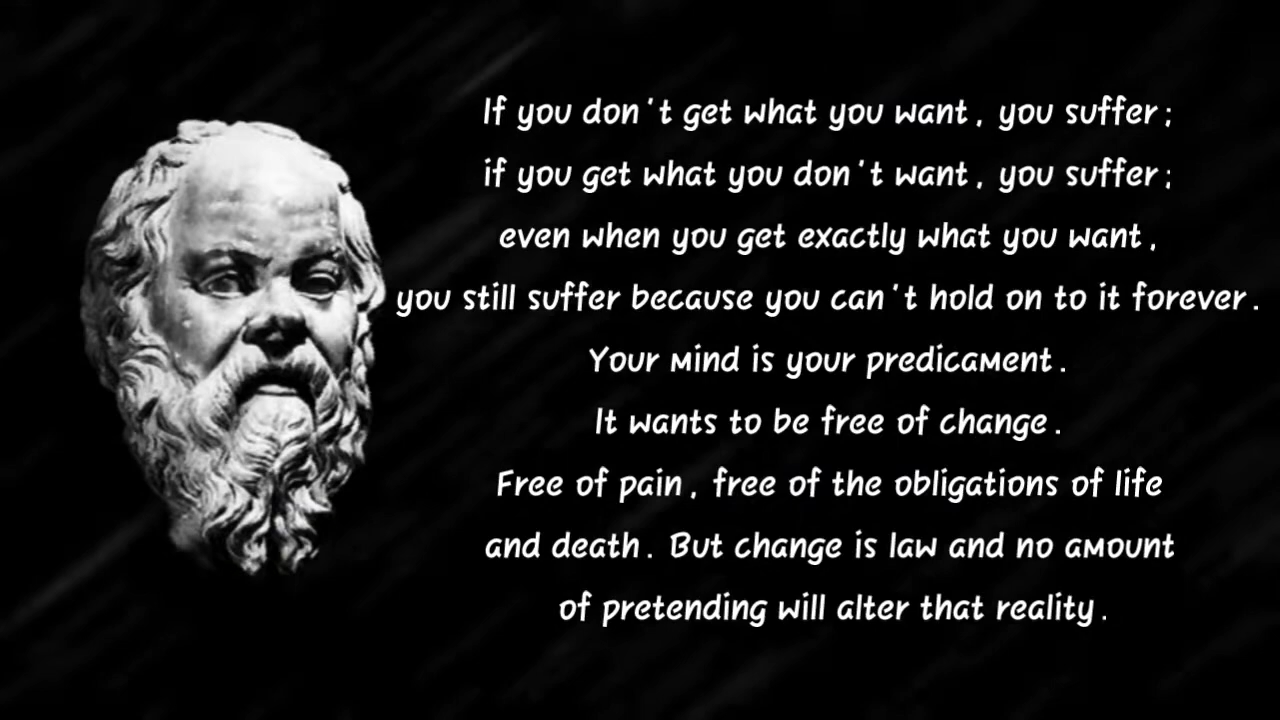 If you don't get what you want, you suffer;
if you get what you don't want, you suffer;
even when you get exactly what you want,
you still suffer because you can't hold on to it forever.
Your mind is your predicament.
It wants to be free of change.
Free of pain, free of the obligations of life
and death. But change is law and no amount
of pretending will alter that reality.